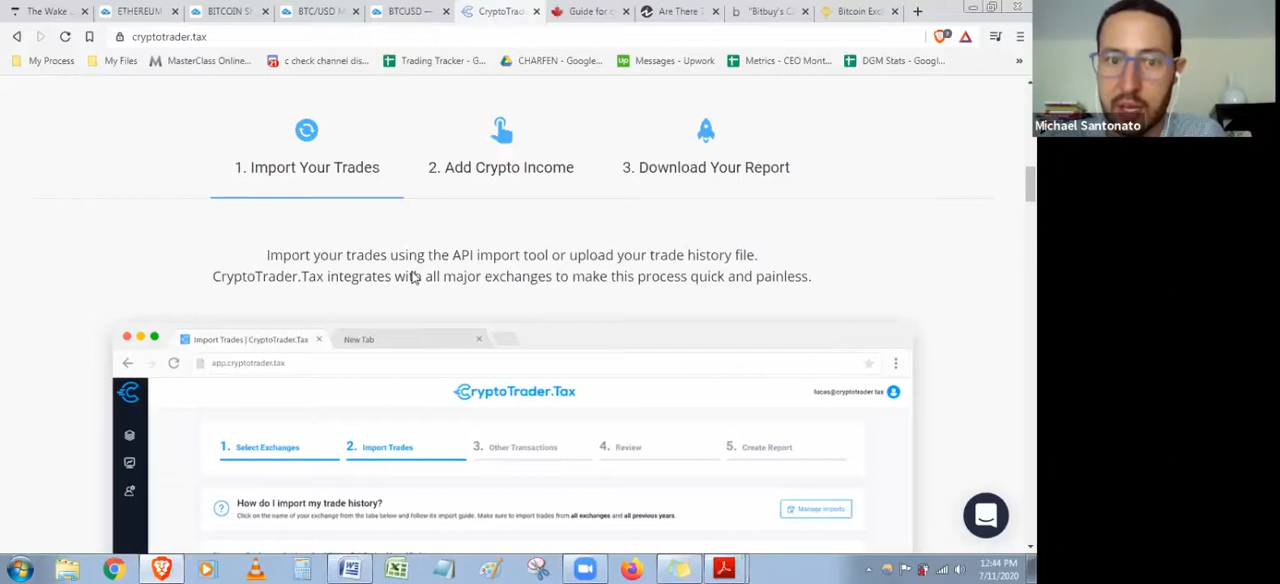 The Wake
ETHEREUM
BITCOIN S
BTC/USD M
BTCUSD —
CryptoTrad
Guide for c
Are There
"Bitbuy's C
Bitcoin Exc
cryptotrader.tax
My Process
My Files
MasterClass Online...
c check channel dis...
Trading Tracker - G...
CHARFEN - Google...
Messages - Upwork
Metrics - CEO Mont...
DGM Stats - Googl...
»
Michael Santonato
1. Import Your Trades
2. Add Crypto Income
3. Download Your Report
Import your trades using the API import tool or upload your trade history file.
CryptoTrader.Tax integrates with all major exchanges to make this process quick and painless.
Import Trades | CryptoTrader.Tax
New Tab
app.cryptotrader.tax
CryptoTrader.Tax
lucas@cryptotrader.tax
1. Select Exchanges
2. Import Trades
3. Other Transactions
4. Review
5. Create Report
How do I import my trade history?
Manage Imports
Click on the name of your exchange from the tabs below and follow its import guide. Make sure to import trades from all exchanges and all previous years.
12:44 PM
7/11/2020